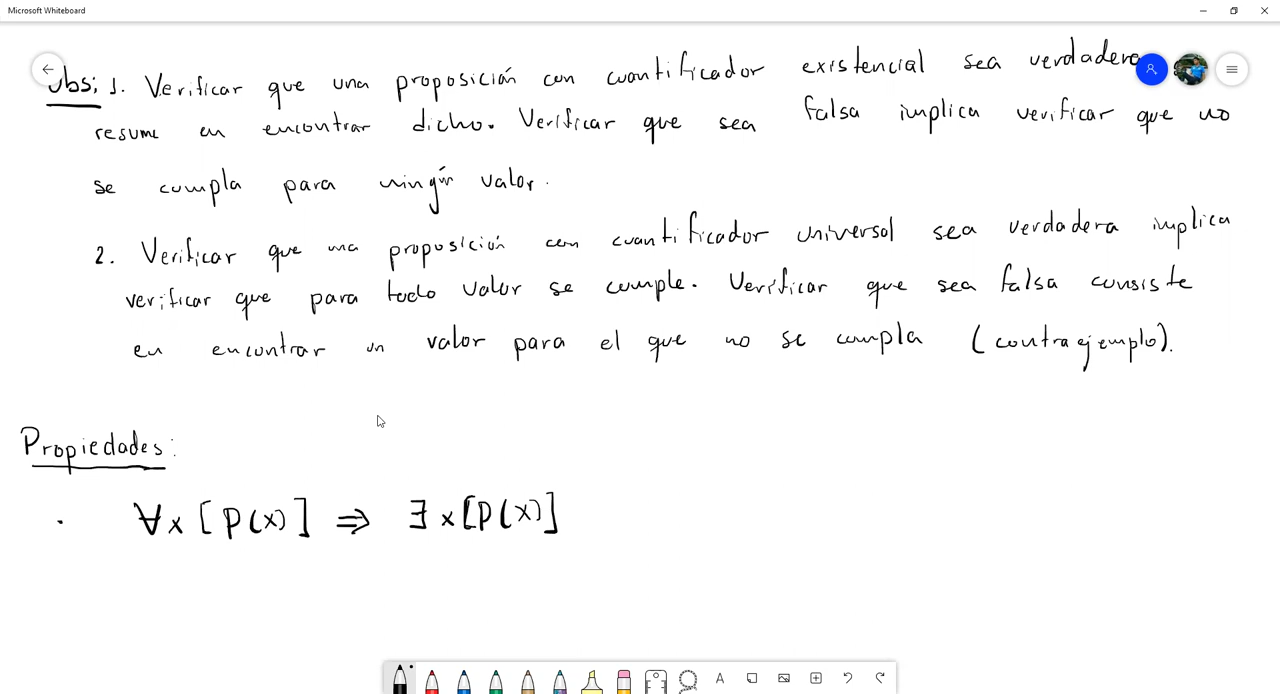 Microsoft Whiteboard
Obs: 1. Verificar que una proposición con cuantificador existencial sea verdadera
resume en encontrar dicho. Verificar que sea falsa implica verificar que no
se cumpla para ningún valor.
2. Verificar que una proposición con cuantificador universal sea verdadera implica
verificar que para todo valor se cumple. Verificar que sea falsa consiste
en encontrar un valor para el que no se cumpla (contraejemplo).
Propiedades:
· ∀x [P(x)] ⇒ ∃x [P(x)]
A